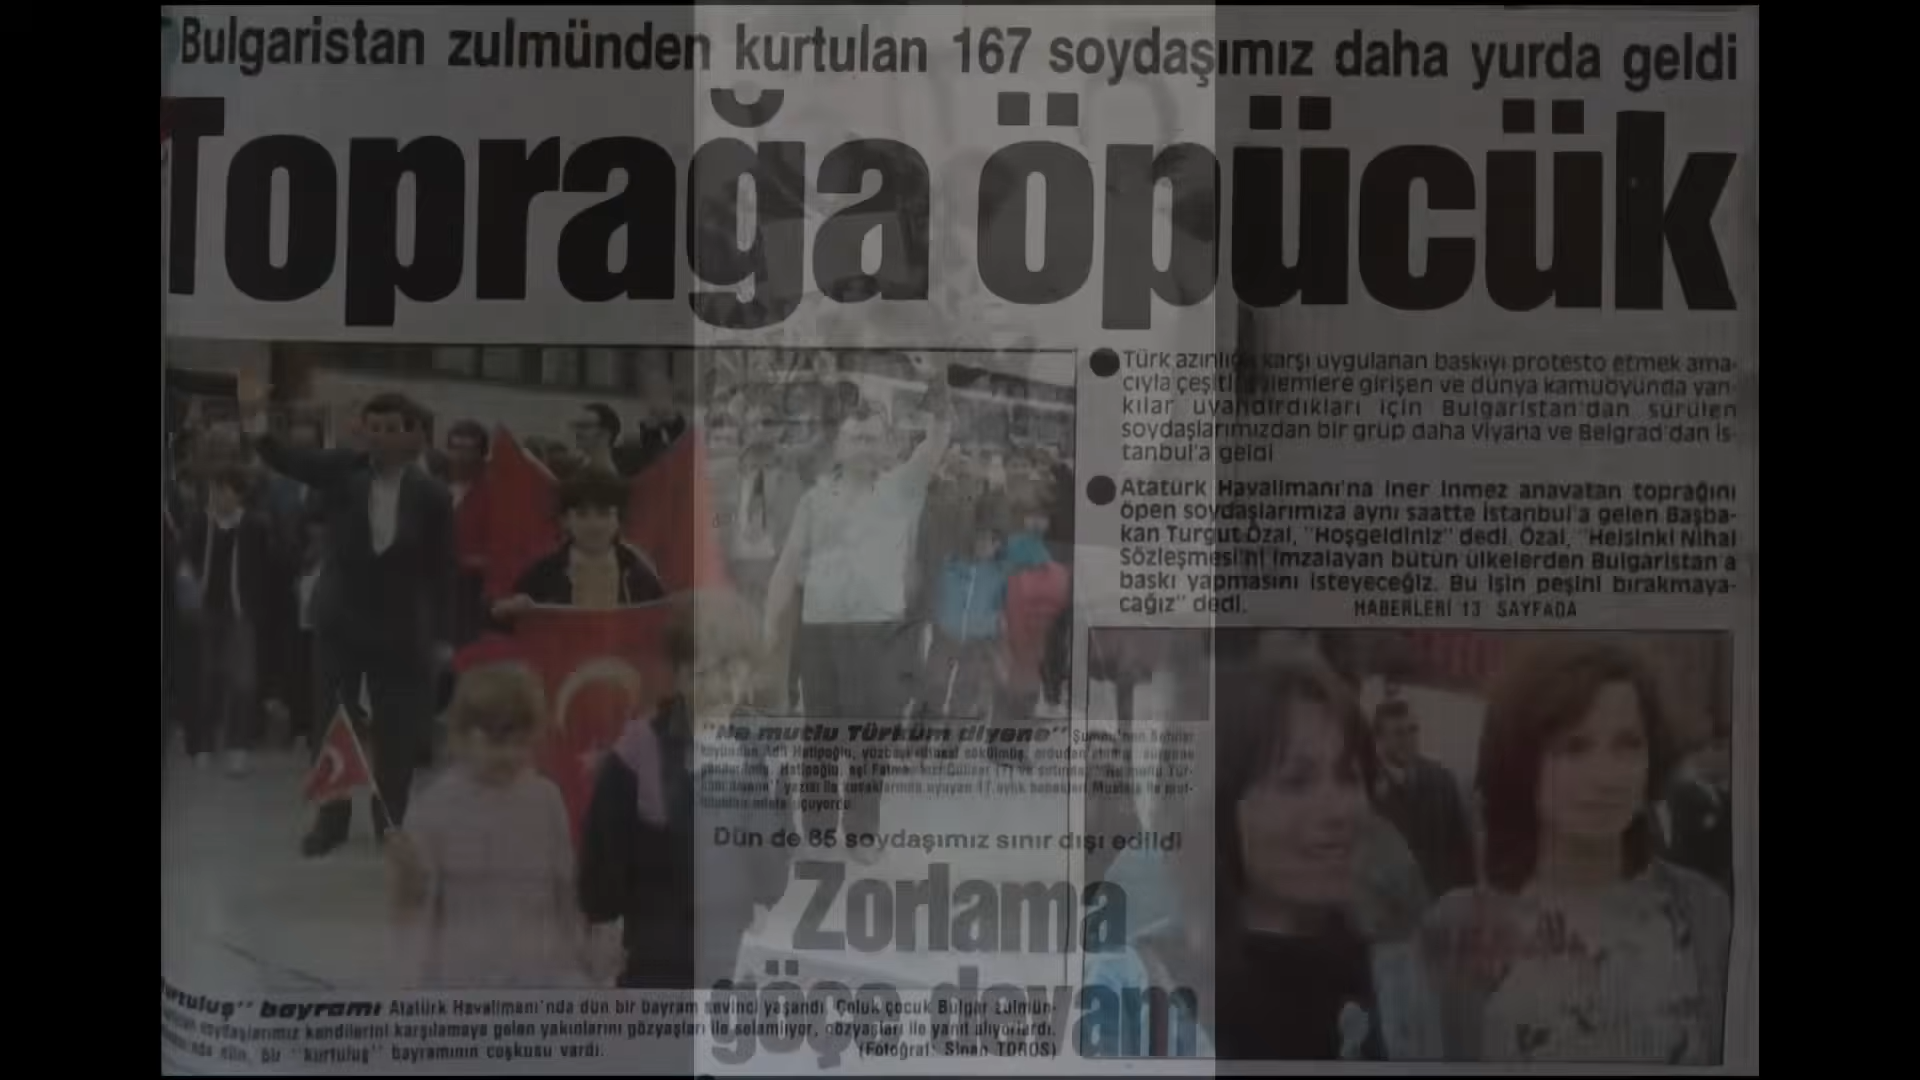 Bulgaristan zulmünden kurtulan 167 soydaşımız daha yurda geldi
Toprağa öpücük
Türk azınlığa karşı uygulanan baskıyı protesto etmek ama-
cıyla çeşitli eylemlere girişen ve dünya kamuoyunda yan-
kılar uyandırdıkları için Bulgaristan'dan sürülen
soydaşlarımızdan bir grup daha Viyana ve Belgrad'dan İs-
tanbul'a geldi
Atatürk Havalimanı'na iner inmez anavatan toprağını
öpen soydaşlarımıza aynı saatte İstanbul'a gelen Başba-
kan Turgut Özal, "Hoşgeldiniz" dedi. Özal, "Helsinki Nihai
Sözleşmesi'ni imzalayan bütün ülkelerden Bulgaristan'a
baskı yapmasını isteyeceğiz. Bu işin peşini bırakmaya-
cağız" dedi.
HABERLERİ 13. SAYFADA
"Ne mutlu Türküm diyene"
Dün de 85 soydaşımız sınır dışı edildi
Zorlama
göçe devam
bayramı Atatürk Havalimanı'nda dün bir bayram sevinci yaşandı. Çoluk çocuk Bulgar zulmün-
soydaşlarımız kendilerini karşılamaya gelen yakınlarını gözyaşları ile selamlıyor, gözyaşları ile yanıt alıyorlardı.
dün, bir "kurtuluş" bayramının coşkusu vardı.
(Fotoğraf: Sinan TOROS)